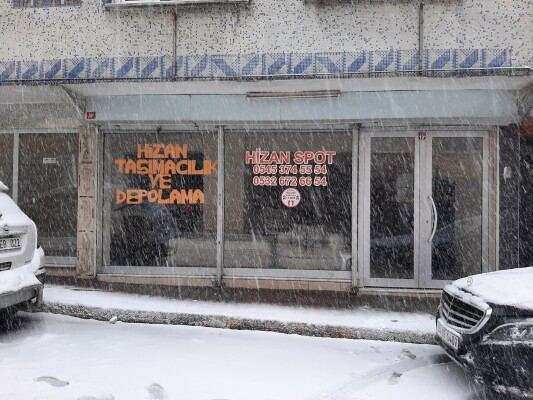 HİZAN
TAŞIMACILIK
VE
DEPOLAMA
HİZAN SPOT
0545 374 55 54
0532 672 66 54